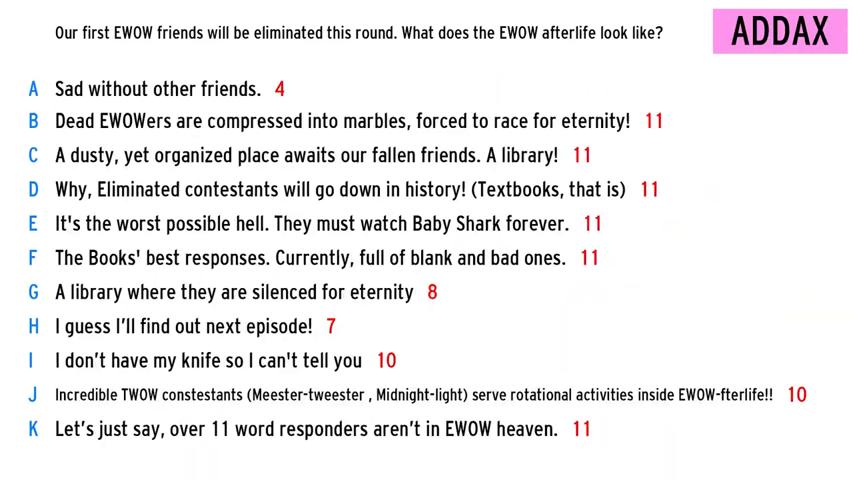 Our first EWOW friends will be eliminated this round. What does the EWOW afterlife look like?
ADDAX
A Sad without other friends. 4
B Dead EWOWers are compressed into marbles, forced to race for eternity! 11
C A dusty, yet organized place awaits our fallen friends. A library! 11
D Why, Eliminated contestants will go down in history! (Textbooks, that is) 11
E It's the worst possible hell. They must watch Baby Shark forever. 11
F The Books' best responses. Currently, full of blank and bad ones. 11
G A library where they are silenced for eternity 8
H I guess I'll find out next episode! 7
I I don't have my knife so I can't tell you 10
J Incredible TWOW constestants (Meester-tweester , Midnight-light) serve rotational activities inside EWOW-fterlife!! 10
K Let's just say, over 11 word responders aren't in EWOW heaven. 11